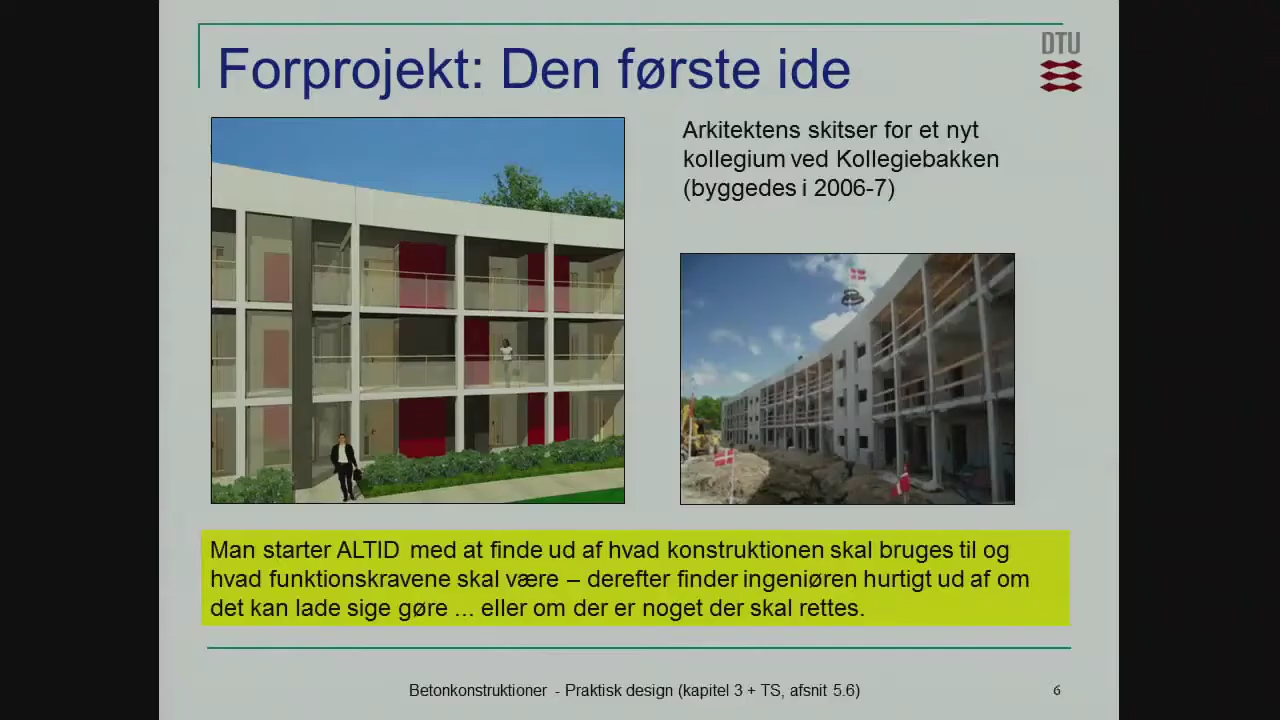 Forprojekt: Den første ide
DTU
Arkitektens skitser for et nyt
kollegium ved Kollegiebakken
(byggedes i 2006-7)
Man starter ALTID med at finde ud af hvad konstruktionen skal bruges til og
hvad funktionskravene skal være – derefter finder ingeniøren hurtigt ud af om
det kan lade sige gøre ... eller om der er noget der skal rettes.
Betonkonstruktioner - Praktisk design (kapitel 3 + TS, afsnit 5.6)
6